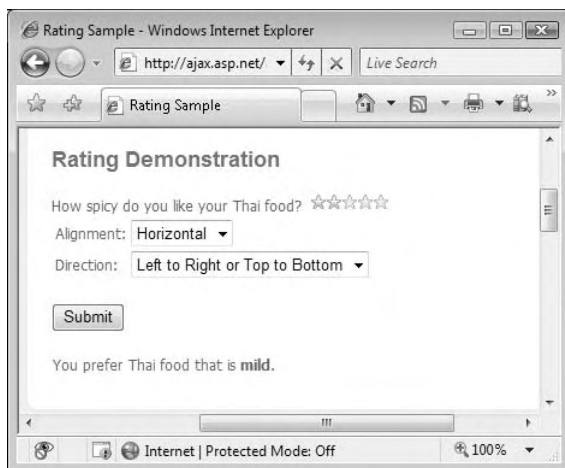 Rating Sample - Windows Internet Explorer
http://ajax.asp.net/
Live Search
Rating Sample
Rating Demonstration
How spicy do you like your Thai food?
Alignment: Horizontal
Direction: Left to Right or Top to Bottom
Submit
You prefer Thai food that is mild.
Internet | Protected Mode: Off
100%